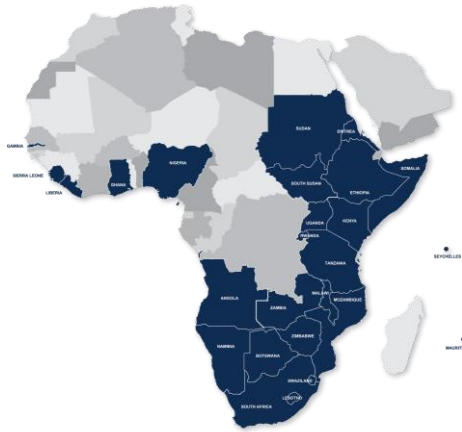 SUDAN
ERITREA
GAMBIA
NIGERIA
SOMALIA
SIERRA LEONE
GHANA
SOUTH SUDAN
ETHIOPIA
LIBERIA
UGANDA
KENYA
RWANDA
SEYCHELLES
TANZANIA
MALAWI
ANGOLA
MOZAMBIQUE
ZAMBIA
ZIMBABWE
MAURIT
NAMIBIA
BOTSWANA
SWAZILAND
LESOTHO
SOUTH AFRICA